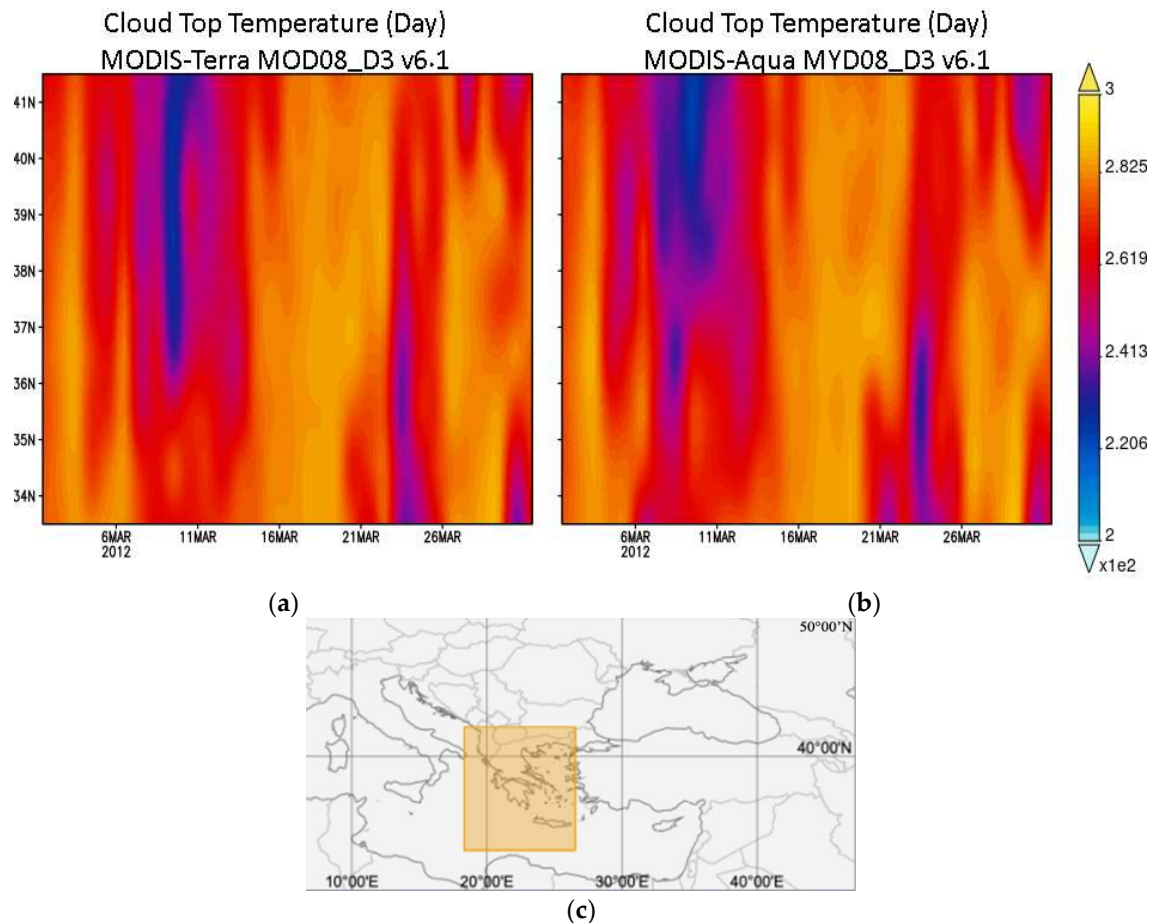 Cloud Top Temperature (Day)
MODIS-Terra MOD08_D3 v6.1
Cloud Top Temperature (Day)
MODIS-Aqua MYD08_D3 v6.1
41N
40N
39N
38N
37N
36N
35N
34N
6MAR
2012
11MAR
16MAR
21MAR
26MAR
6MAR
2012
11MAR
16MAR
21MAR
26MAR
3
2.825
2.619
2.413
2.206
2
x1e2
(a)
(b)
50°00'N
40°00'N
10°00'E
20°00'E
30°00'E
40°00'E
(c)